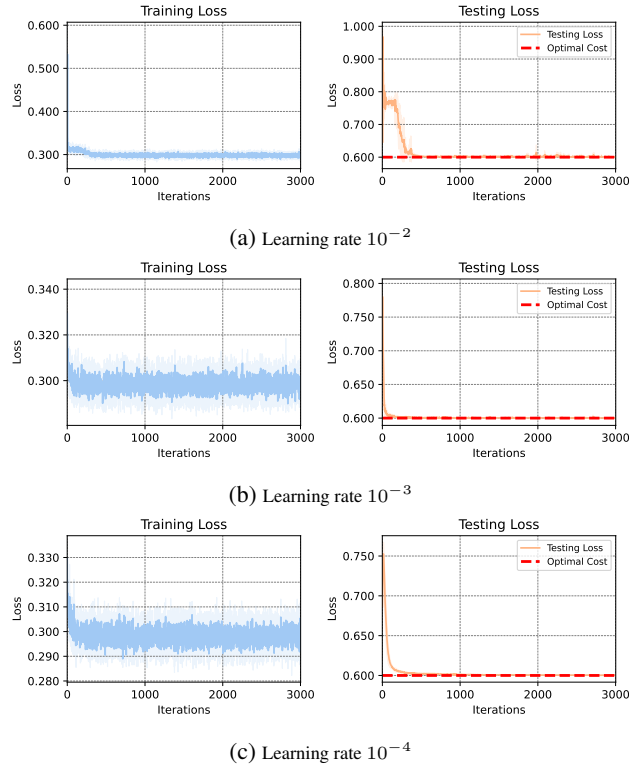 Training Loss
Testing Loss
0.600
0.500
0.400
0.300
Loss
0
1000
2000
3000
Iterations
1.000
0.900
0.800
0.700
0.600
Loss
Testing Loss
Optimal Cost
0
1000
2000
3000
Iterations
(a) Learning rate 10⁻²
Training Loss
Testing Loss
0.340
0.320
0.300
Loss
0
1000
2000
3000
Iterations
0.800
0.750
0.700
0.650
0.600
Loss
Testing Loss
Optimal Cost
0
1000
2000
3000
Iterations
(b) Learning rate 10⁻³
Training Loss
Testing Loss
0.330
0.320
0.310
0.300
0.290
0.280
Loss
0
1000
2000
3000
Iterations
0.750
0.700
0.650
0.600
Loss
Testing Loss
Optimal Cost
0
1000
2000
3000
Iterations
(c) Learning rate 10⁻⁴